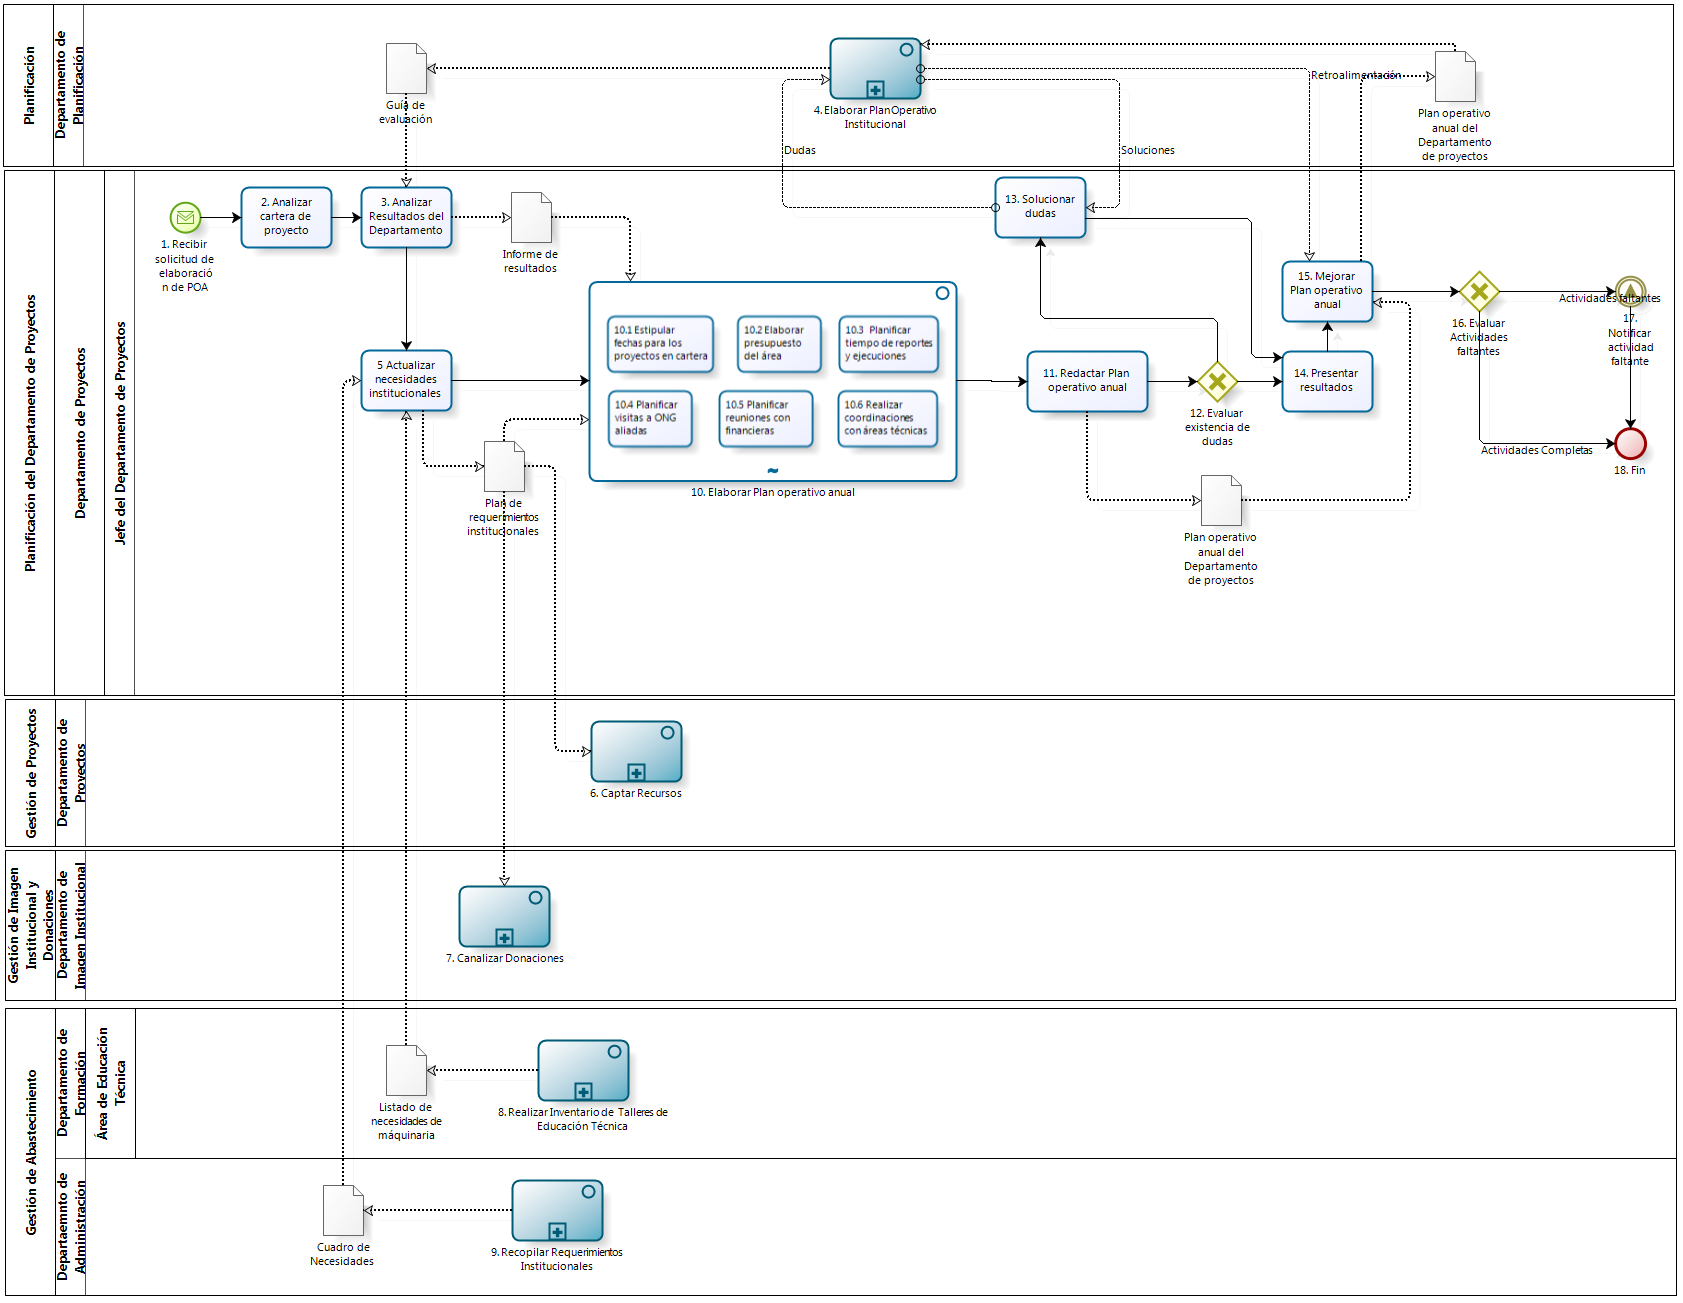 Planificación
Departamento de
Planificación
Guía de
evaluación
4. Elaborar Plan Operativo
Institucional
Retroalimentación
Plan operativo
anual del
Departamento
de proyectos
Dudas
Soluciones
Planificación del Departamento de Proyectos
Departamento de Proyectos
Jefe del Departamento de Proyectos
1. Recibir
solicitud de
elaboració
n de POA
2. Analizar
cartera de
proyecto
3. Analizar
Resultados del
Departamento
Informe de
resultados
13. Solucionar
dudas
5 Actualizar
necesidades
institucionales
10.1 Estipular
fechas para los
proyectos en cartera
10.2 Elaborar
presupuesto
del área
10.3 Planificar
tiempo de reportes
y ejecuciones
10.4 Planificar
visitas a ONG
aliadas
10.5 Planificar
reuniones con
financieras
10.6 Realizar
coordinaciones
con áreas técnicas
10. Elaborar Plan operativo anual
11. Redactar Plan
operativo anual
12. Evaluar
existencia de
dudas
14. Presentar
resultados
15. Mejorar
Plan operativo
anual
16. Evaluar
Actividades
faltantes
Actividades faltantes
17.
Notificar
actividad
faltante
Actividades Completas
18. Fin
Plan de
requerimientos
institucionales
Plan operativo
anual del
Departamento
de proyectos
Gestión de Proyectos
Departamento de
Proyectos
6. Captar Recursos
Gestión de Imagen
Institucional y
Donaciones
Departamento de
Imagen Institucional
7. Canalizar Donaciones
Gestión de Abastecimiento
Departamento de
Formación
Área de Educación
Técnica
Listado de
necesidades de
máquinaria
8. Realizar Inventario de Talleres de
Educación Técnica
Departaemnto de
Administración
Cuadro de
Necesidades
9. Recopilar Requerimientos
Institucionales